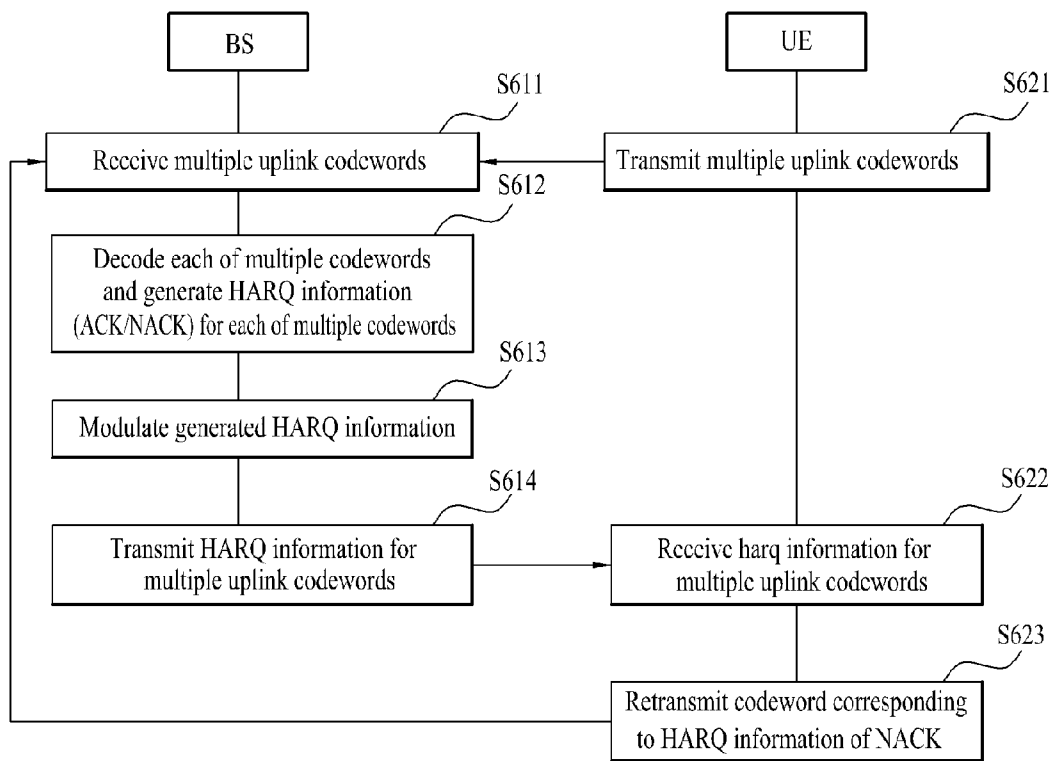 BS
UE
S611
S621
Receive multiple uplink codewords
Transmit multiple uplink codewords
S612
Decode each of multiple codewords
and generate HARQ information
(ACK/NACK) for each of multiple codewords
S613
Modulate generated HARQ information
S614
S622
Transmit HARQ information for
multiple uplink codewords
Receive harq information for
multiple uplink codewords
S623
Retransmit codeword corresponding
to HARQ information of NACK